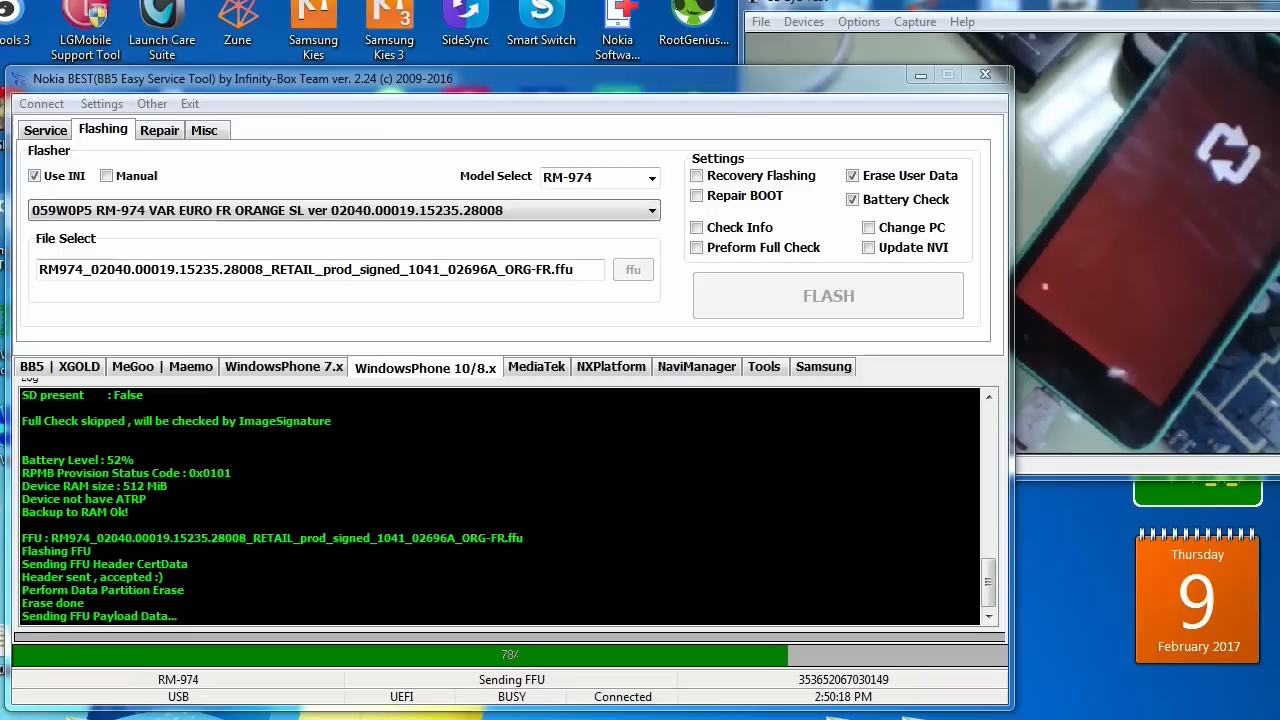 ools 3
LGMobile
Support Tool
Launch Care
Suite
Zune
Samsung
Kies
3
Samsung
Kies 3
SideSync
Smart Switch
Nokia
Softwa...
RootGenius...
File Devices Options Capture Help
Nokia BEST(BB5 Easy Service Tool) by Infinity-Box Team ver. 2.24 (c) 2009-2016
Connect Settings Other Exit
Service Flashing Repair Misc
Flasher
Use INI Manual Model Select RM-974
059W0P5 RM-974 VAR EURO FR ORANGE SL ver 02040.00019.15235.28008
File Select
RM974_02040.00019.15235.28008_RETAIL_prod_signed_1041_02696A_ORG-FR.ffu ffu
Settings
Recovery Flashing Erase User Data
Repair BOOT Battery Check
Check Info Change PC
Preform Full Check Update NVI
FLASH
BB5 | XGOLD MeGoo | Maemo WindowsPhone 7.x WindowsPhone 10/8.x MediaTek NXPlatform NaviManager Tools Samsung
Log
SD present : False
Full Check skipped , will be checked by ImageSignature
Battery Level : 52%
RPMB Provision Status Code : 0x0101
Device RAM size : 512 MiB
Device not have ATRP
Backup to RAM Ok!
FFU : RM974_02040.00019.15235.28008_RETAIL_prod_signed_1041_02696A_ORG-FR.ffu
Flashing FFU
Sending FFU Header CertData
Header sent , accepted :)
Perform Data Partition Erase
Erase done
Sending FFU Payload Data...
78%
RM-974 Sending FFU 353652067030149
USB UEFI BUSY Connected 2:50:18 PM
Thursday
9
February 2017